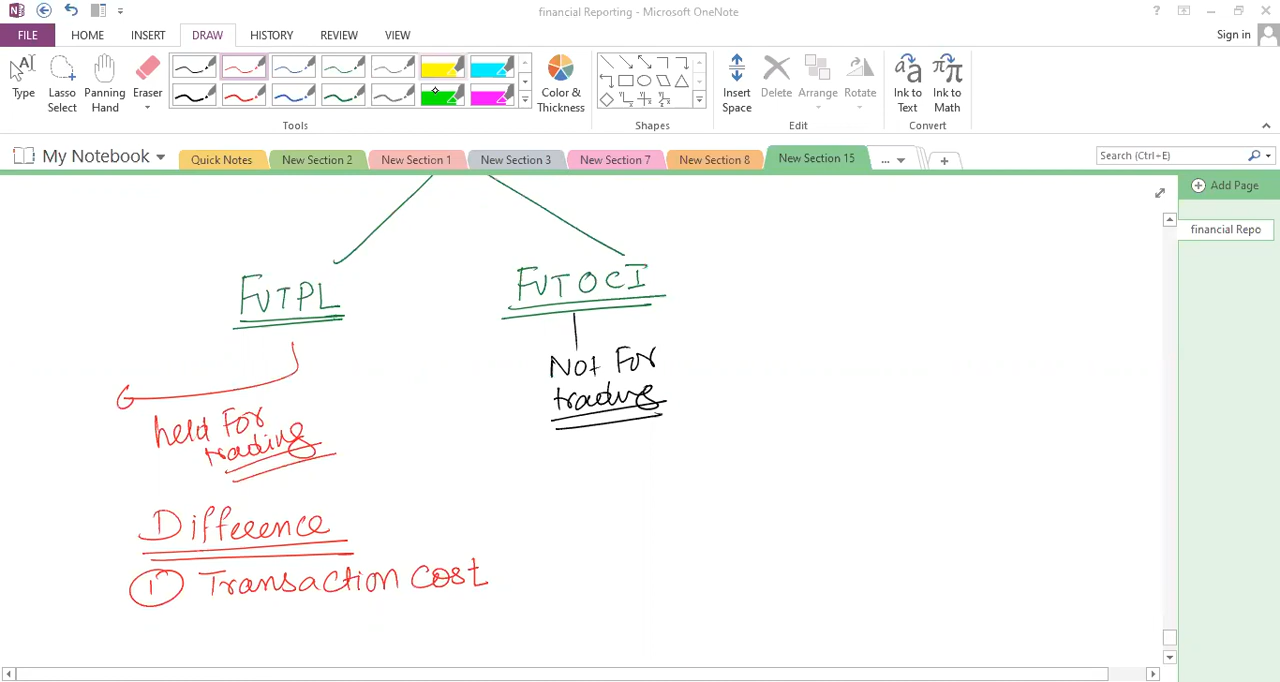 financial Reporting - Microsoft OneNote
?
FILE
HOME
INSERT
DRAW
HISTORY
REVIEW
VIEW
Sign in
Type
Lasso Select
Panning Hand
Eraser
Color & Thickness
Insert Space
Delete
Arrange
Rotate
Ink to Text
Ink to Math
Tools
Shapes
Edit
Convert
My Notebook
Quick Notes
New Section 2
New Section 1
New Section 3
New Section 7
New Section 8
New Section 15
...
Search (Ctrl+E)
Add Page
financial Repo
FVTPL
FVTOCI
Not For
trading
held For
trading
Difference
① Transaction cost